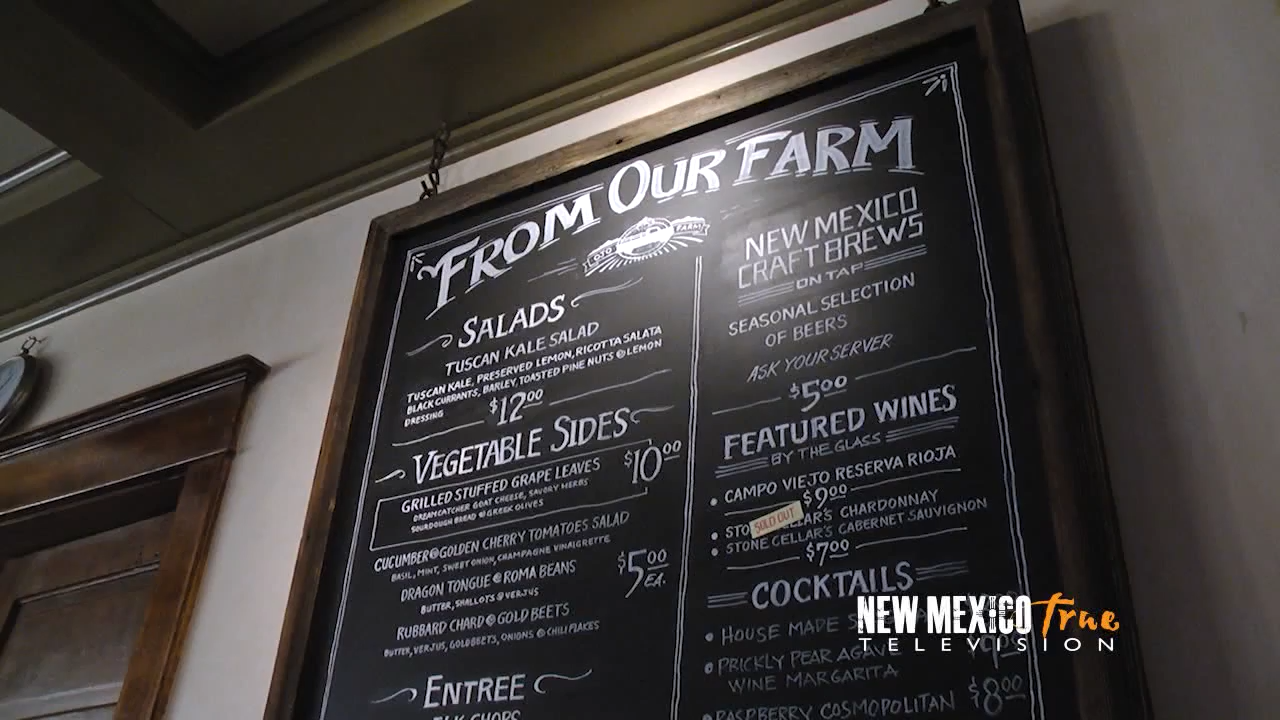 FROM OUR FARM
OJO FARM
SALADS
TUSCAN KALE SALAD
TUSCAN KALE, PRESERVED LEMON, RICOTTA SALATA
BLACK CURRANTS, BARLEY, TOASTED PINE NUTS @ LEMON
DRESSING
$12.00
VEGETABLE SIDES
GRILLED STUFFED GRAPE LEAVES $10.00
DREAMCATCHER GOAT CHEESE, SAVORY HERBS
SOURDOUGH BREAD @ GREEK OLIVES
CUCUMBER @ GOLDEN CHERRY TOMATOES SALAD
BASIL, MINT, SWEET ONION, CHAMPAGNE VINAIGRETTE
$5.00 EA.
DRAGON TONGUE @ ROMA BEANS
BUTTER, SHALLOTS @ VERJUS
RUBBARD CHARD @ GOLD BEETS
BUTTER, VERJUS, GOLD BEETS, ONIONS @ CHILI FLAKES
ENTREE
CHOPS
NEW MEXICO
CRAFT BREWS
ON TAP
SEASONAL SELECTION
OF BEERS
ASK YOUR SERVER
$5.00
FEATURED WINES
BY THE GLASS
• CAMPO VIEJO RESERVA RIOJA
$9.00
• STO LAR'S CHARDONNAY
SOLD OUT
• STONE CELLAR'S CABERNET SAUVIGNON
$7.00
COCKTAILS
• HOUSE MADE
• PRICKLY PEAR AGAVE
WINE MARGARITA
• RASPBERRY COSMOPOLITAN $8.00
NEW MEXICO True
TELEVISION